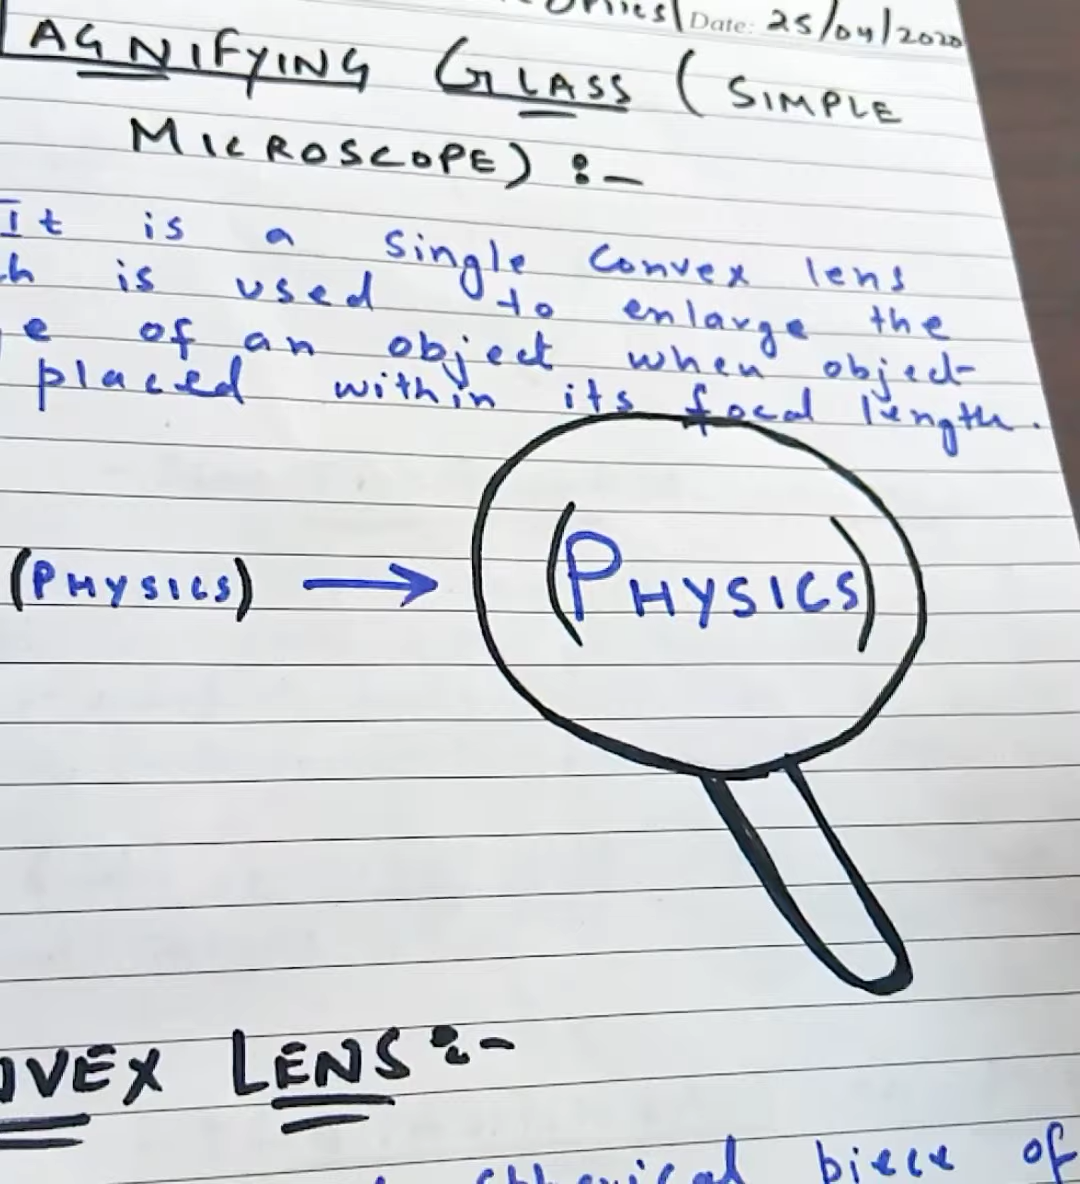 Date: 25/04/2020
AGNIFYING GLASS (SIMPLE
MICROSCOPE) :-
It is a single convex lens
h is used to enlarge the
e of an object when object
placed within its focal length.
(PHYSICS) → (PHYSICS)
OVEX LENS :-
piece of